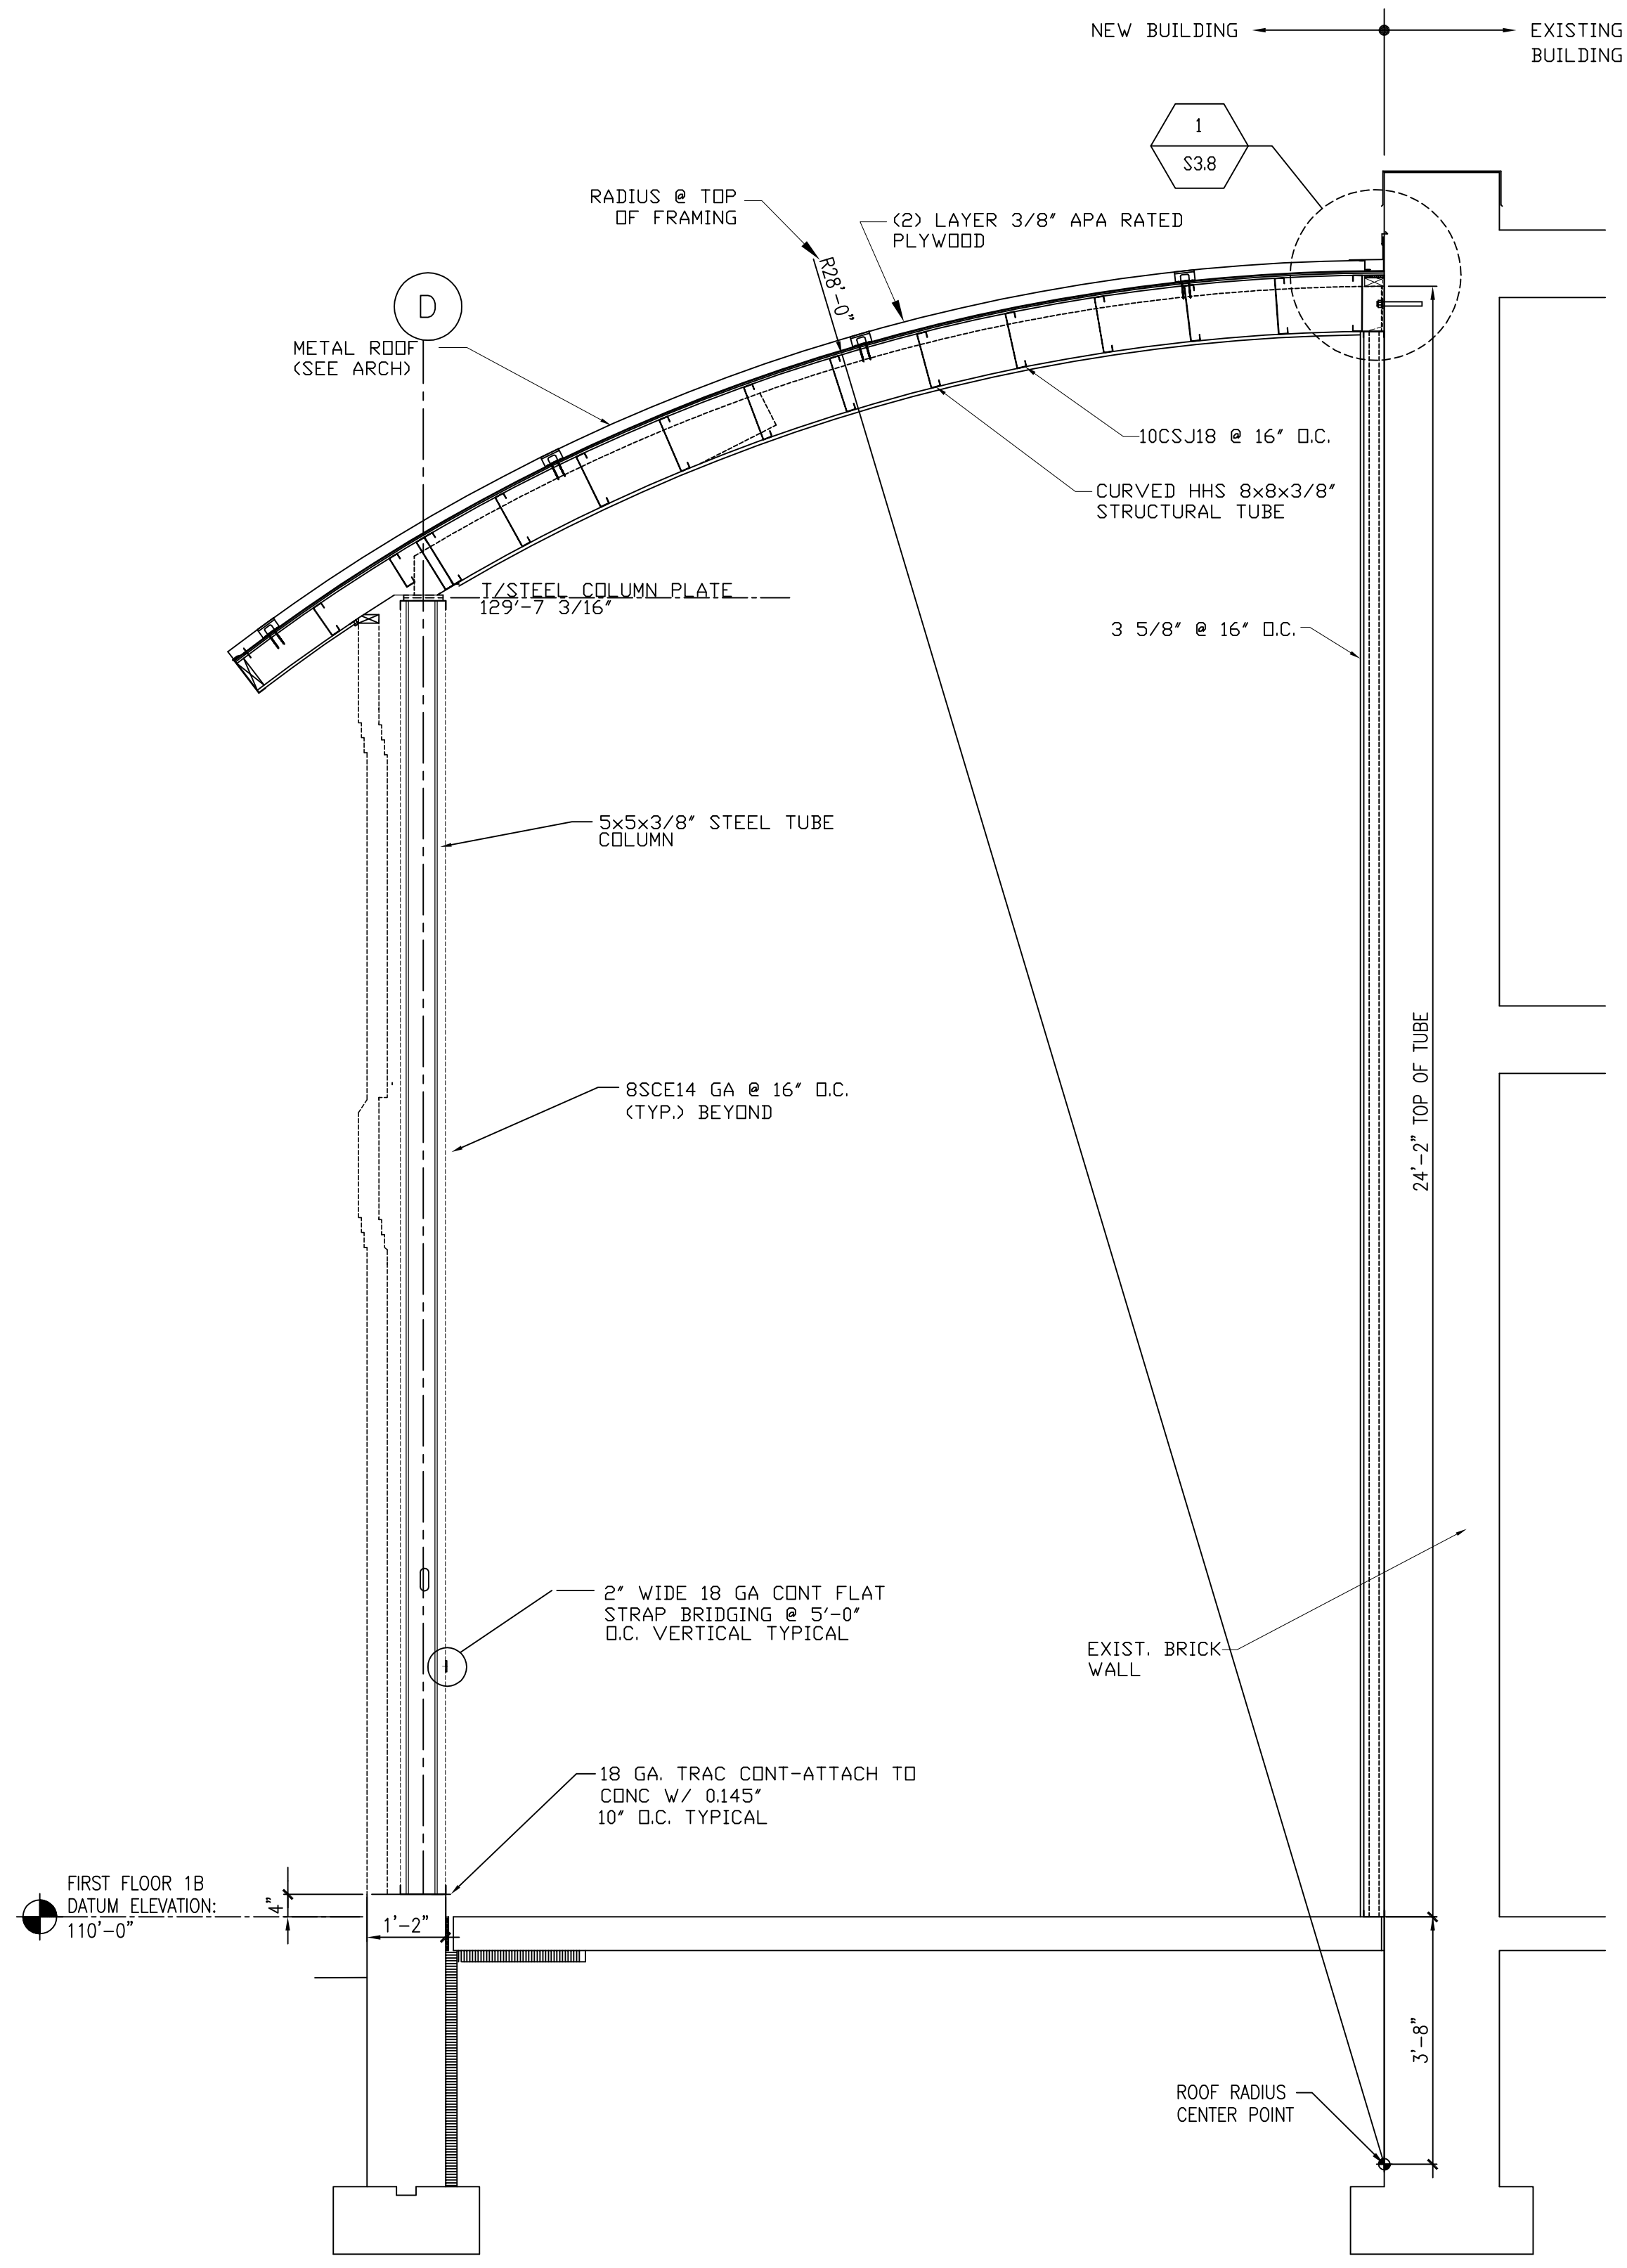 NEW BUILDING
EXISTING
BUILDING
1
S3.8
RADIUS @ TOP
OF FRAMING
(2) LAYER 3/8" APA RATED
PLYWOOD
R28'-0"
D
METAL ROOF
(SEE ARCH)
10CSJ18 @ 16" O.C.
CURVED HHS 8x8x3/8"
STRUCTURAL TUBE
T/STEEL COLUMN PLATE
129'-7 3/16"
3 5/8" @ 16" O.C.
5x5x3/8" STEEL TUBE
COLUMN
24'-2" TOP OF TUBE
8SCE14 GA @ 16" O.C.
(TYP.) BEYOND
2" WIDE 18 GA CONT FLAT
STRAP BRIDGING @ 5'-0"
O.C. VERTICAL TYPICAL
EXIST. BRICK
WALL
18 GA. TRAC CONT-ATTACH TO
CONC W/ 0.145"
10" O.C. TYPICAL
FIRST FLOOR 1B
DATUM ELEVATION:
110'-0"
4"
1'-2"
3'-8"
ROOF RADIUS
CENTER POINT